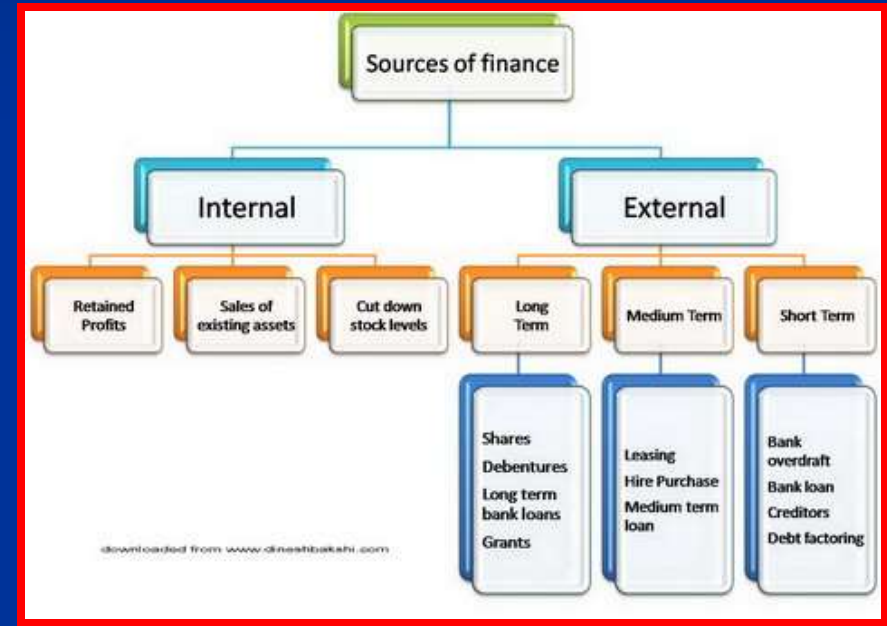 Sources of finance
Internal
External
Retained
Profits
Sales of
existing assets
Cut down
stock levels
Long
Term
Medium Term
Short Term
Shares
Debentures
Long term
bank loans
Grants
Leasing
Hire Purchase
Medium term
loan
Bank
overdraft
Bank loan
Creditors
Debt factoring
downloaded from www.dineshbakshi.com